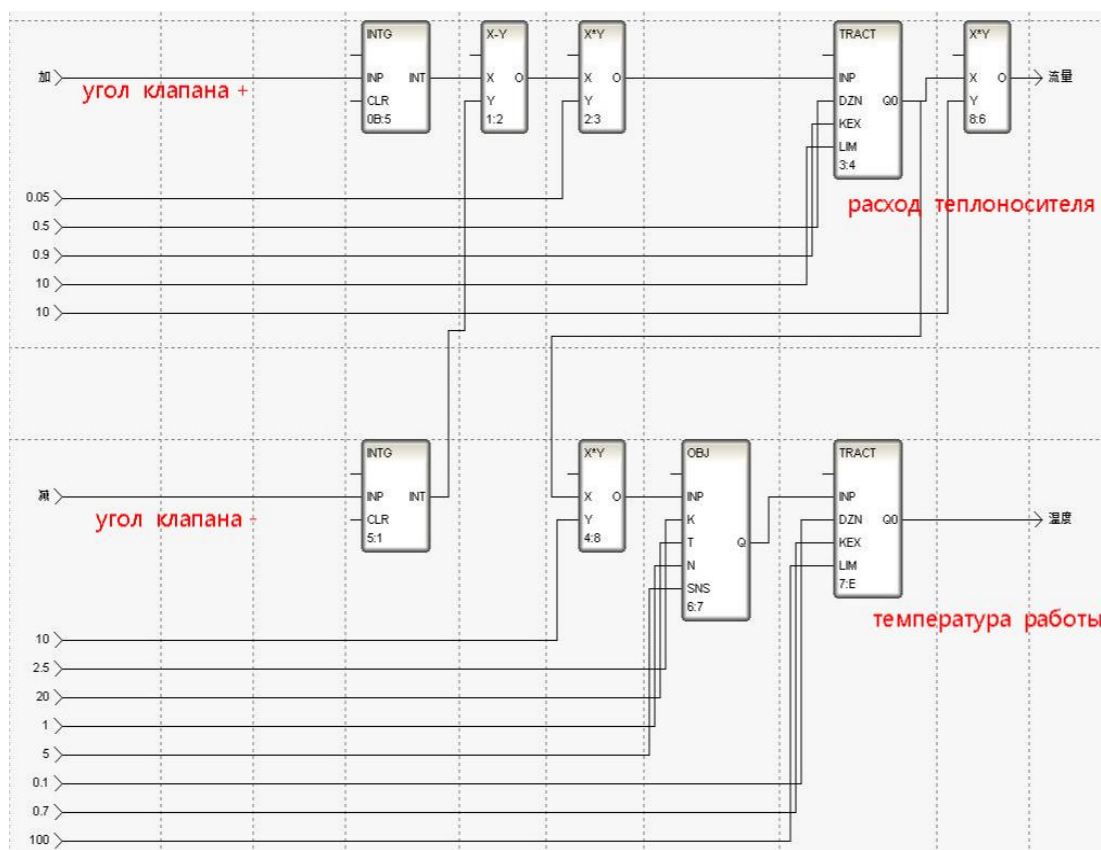 INTG
X-Y
X*Y
TRACT
X*Y
加
INP INT
X O
X O
INP
X O
流量
угол клапана +
CLR
Y
Y
DZN Q0
Y
0B:5
1:2
2:3
KEX
8:6
LIM
3:4
0.05
расход теплоносителя
0.5
0.9
10
10
INTG
X*Y
OBJ
TRACT
减
INP INT
X O
INP
INP
угол клапана -
CLR
Y
K
DZN Q0
温度
5:1
4:8
T Q
KEX
N
LIM
SNS
7:E
6:7
температура работы
10
2.5
20
1
5
0.1
0.7
100